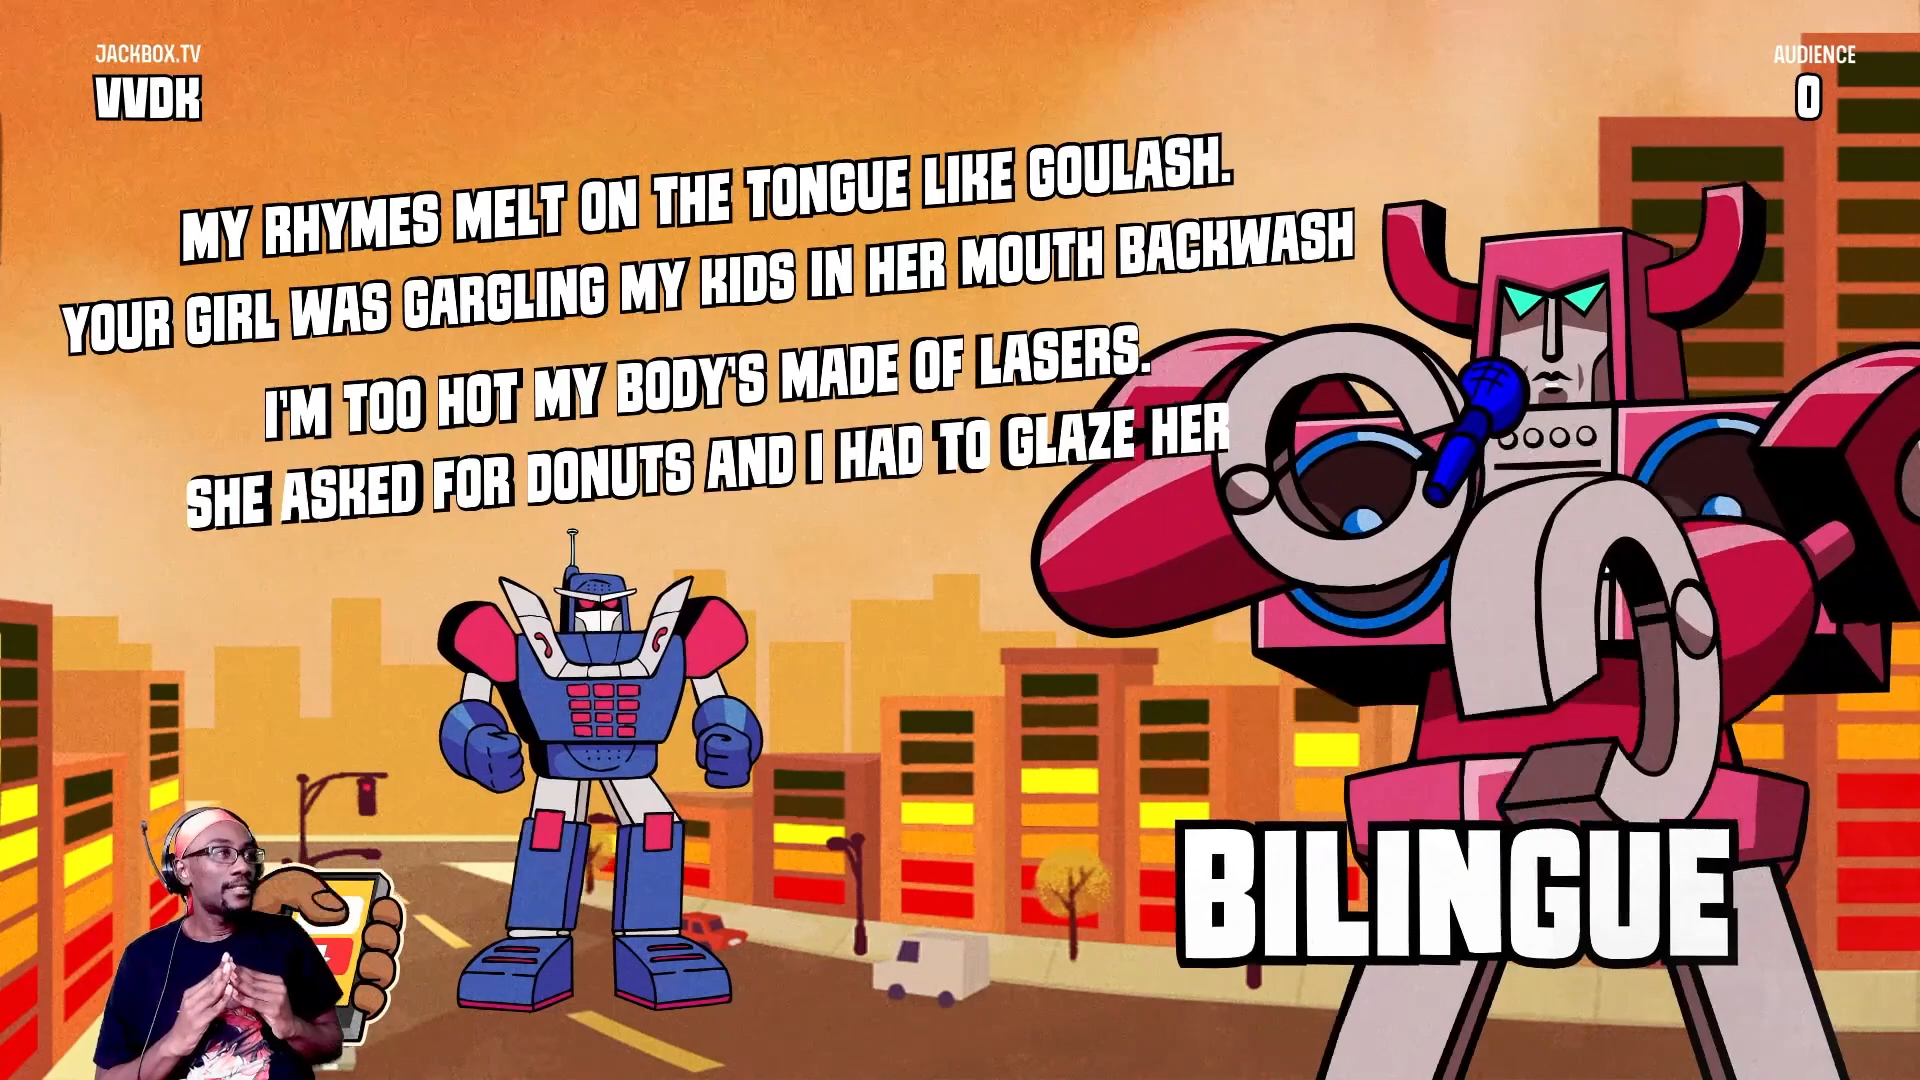 JACKBOX.TV
VVDK
AUDIENCE
0
MY RHYMES MELT ON THE TONGUE LIKE GOULASH.
YOUR GIRL WAS GARGLING MY KIDS IN HER MOUTH BACKWASH
I'M TOO HOT MY BODY'S MADE OF LASERS.
SHE ASKED FOR DONUTS AND I HAD TO GLAZE HER
BILINGUE